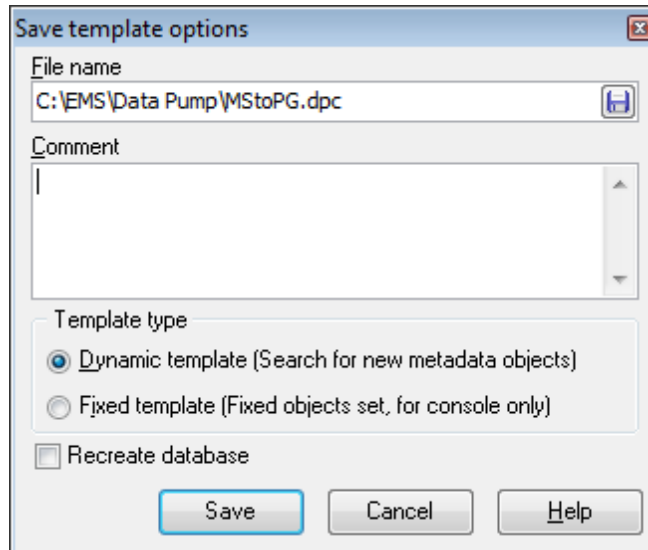 Save template options
File name
C:\EMS\Data Pump\MStoPG.dpc
Comment
Template type
Dynamic template (Search for new metadata objects)
Fixed template (Fixed objects set, for console only)
Recreate database
Save Cancel Help